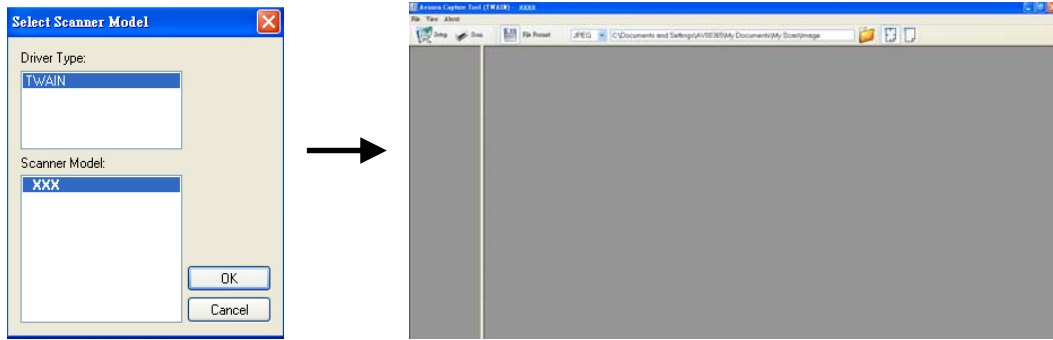 Select Scanner Model
Driver Type:
TWAIN
Scanner Model:
XXX
OK
Cancel
Avision Capture Tool (TWAIN) - XXXX
File View About
Setup Scan File Format JPEG C:\Documents and Settings\AV00365\My Documents\My Scan\Image